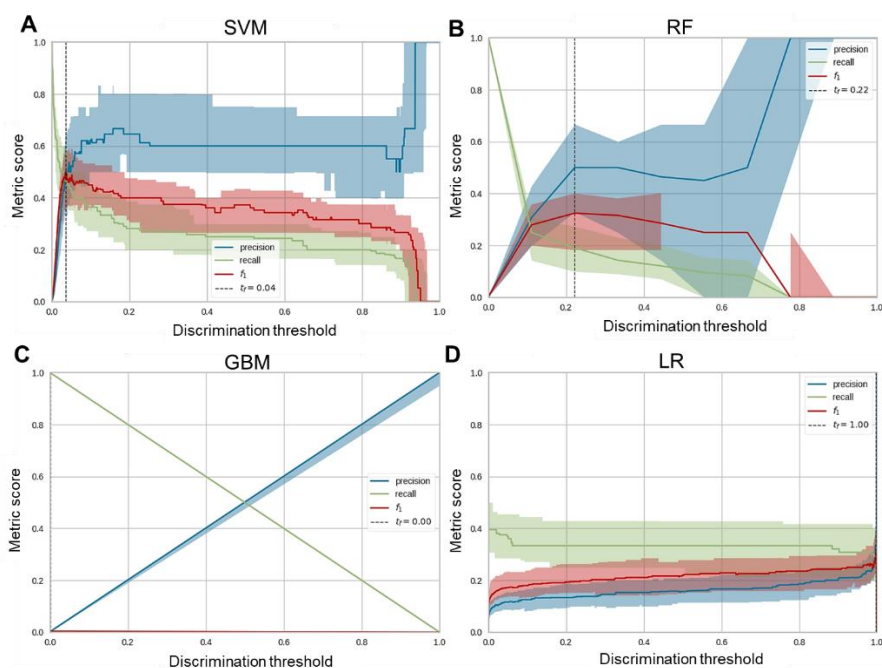 A
SVM
1.0
0.8
0.6
0.4
0.2
0.0
Metric score
precision
recall
f1
tf = 0.04
0.0 0.2 0.4 0.6 0.8 1.0
Discrimination threshold
B
RF
1.0
0.8
0.6
0.4
0.2
0.0
Metric score
precision
recall
f1
tf = 0.22
0.0 0.2 0.4 0.6 0.8 1.0
Discrimination threshold
C
GBM
1.0
0.8
0.6
0.4
0.2
0.0
Metric score
precision
recall
f1
tf = 0.00
0.0 0.2 0.4 0.6 0.8 1.0
Discrimination threshold
D
LR
1.0
0.8
0.6
0.4
0.2
0.0
Metric score
precision
recall
f1
tf = 1.00
0.0 0.2 0.4 0.6 0.8 1.0
Discrimination threshold